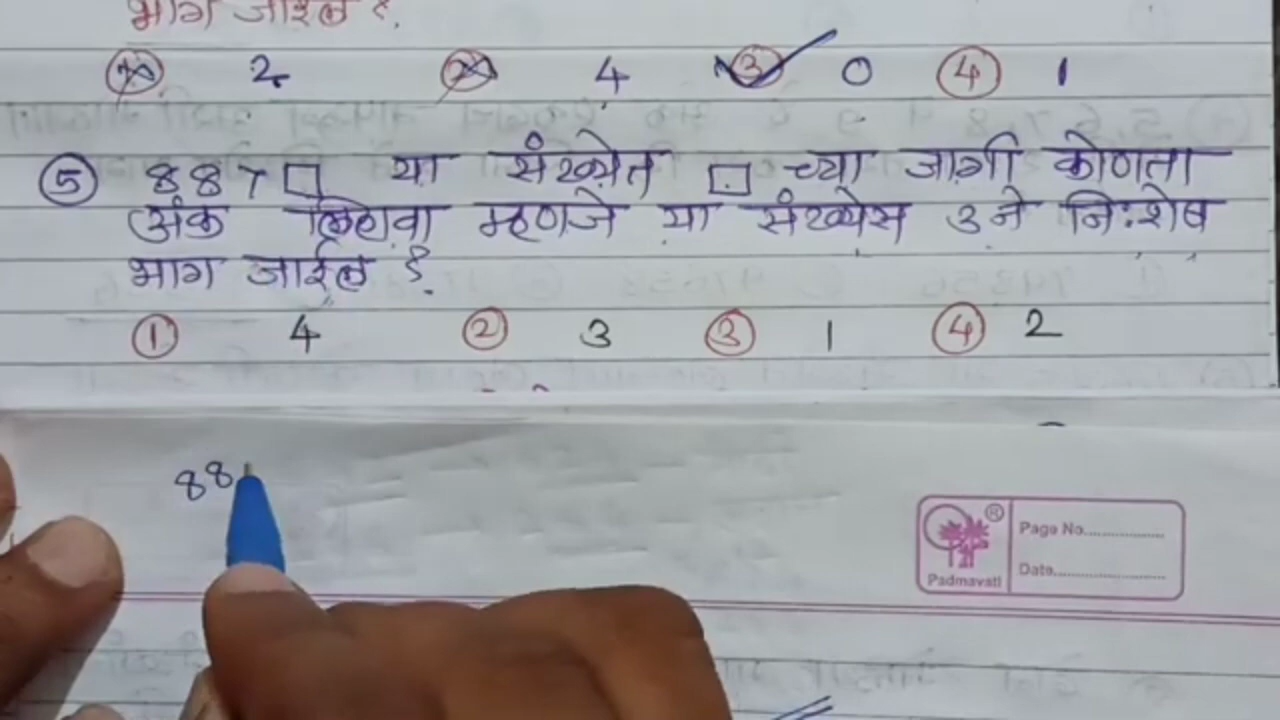 भाग जाईल ?.
① 2 ② 4 ③ 0 ④ 1
⑤ 887□ या संख्येत □ च्या जागी कोणता
अंक लिहावा म्हणजे या संख्येस 3ने नि:शेष
भाग जाईल ?
① 4 ② 3 ③ 1 ④ 2
88
Page No.
Date
Padmavati